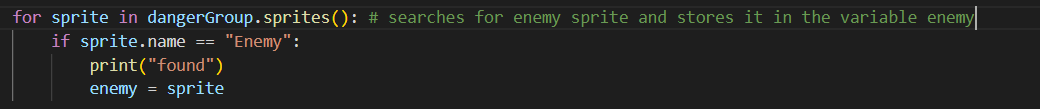 for sprite in dangerGroup.sprites(): # searches for enemy sprite and stores it in the variable enemy
    if sprite.name == "Enemy":
        print("found")
        enemy = sprite